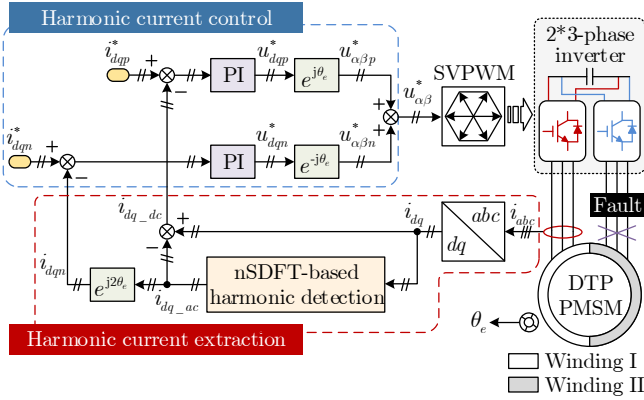 Harmonic current control
i*dqp
+
−
PI
u*dqp
e^jθe
u*αβp
+
+
u*αβ
SVPWM
2*3-phase
inverter
i*dqn
+
−
PI
u*dqn
e^-jθe
u*αβn
Fault
idq_dc
+
−
idq
abc
dq
iabc
idqn
e^j2θe
idq_ac
nSDFT-based
harmonic detection
DTP
PMSM
θe
Harmonic current extraction
Winding I
Winding II